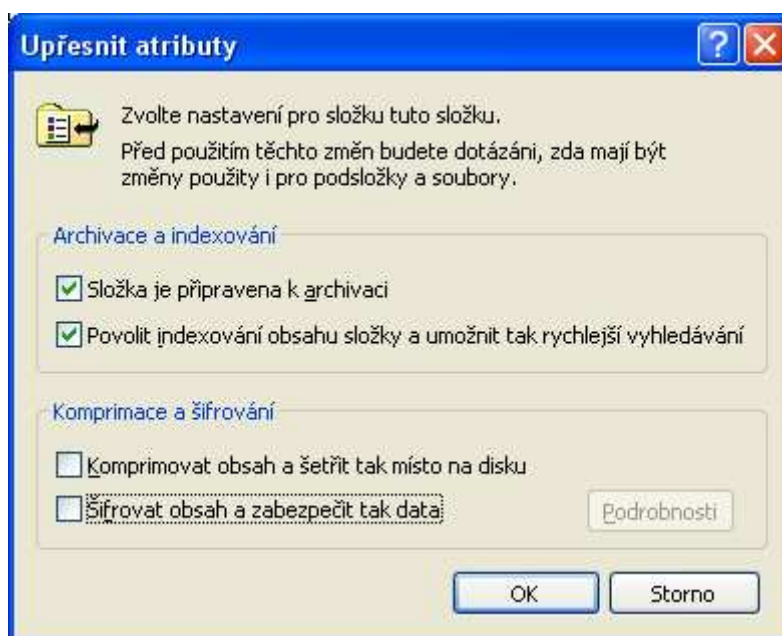 Upřesnit atributy
Zvolte nastavení pro složku tuto složku.
Před použitím těchto změn budete dotázáni, zda mají být
změny použity i pro podsložky a soubory.
Archivace a indexování
Složka je připravena k archivaci
Povolit indexování obsahu složky a umožnit tak rychlejší vyhledávání
Komprimace a šifrování
Komprimovat obsah a šetřit tak místo na disku
Šifrovat obsah a zabezpečit tak data
Podrobnosti
OK
Storno